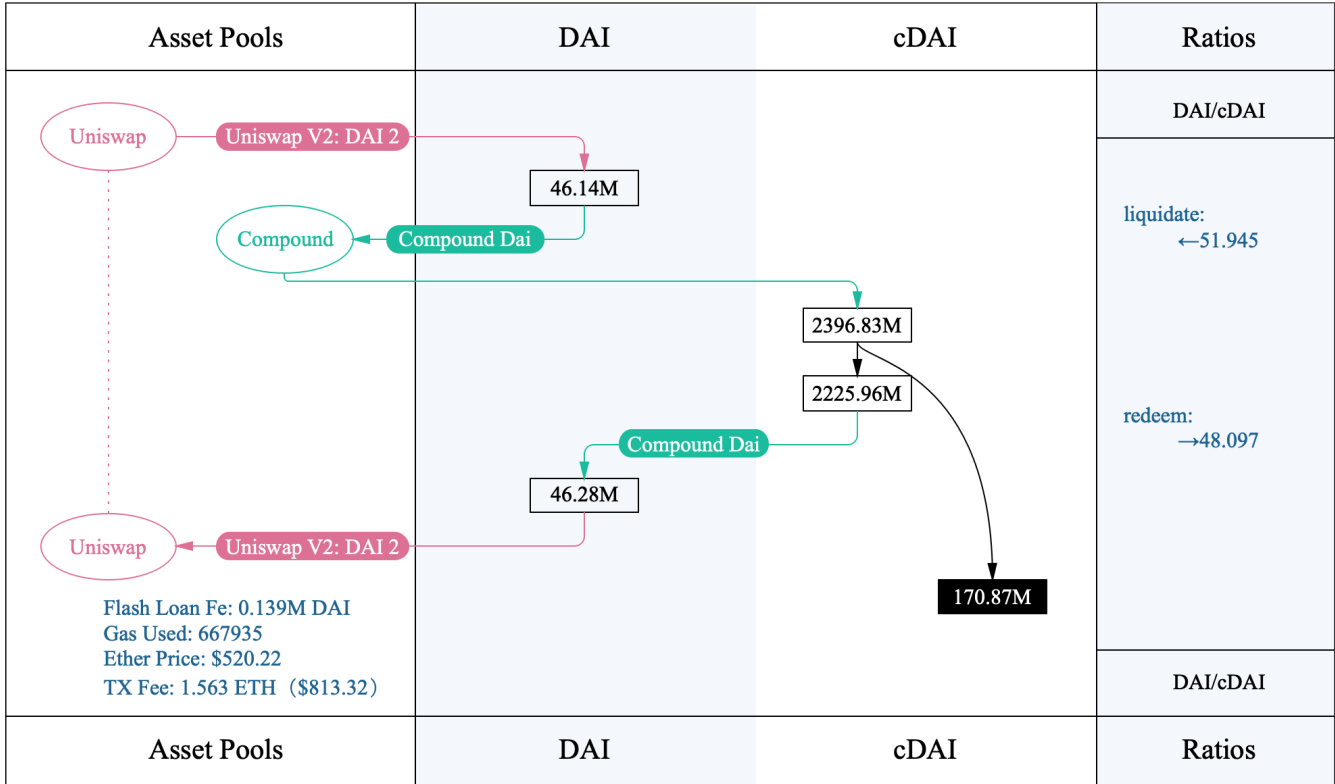 Asset Pools
DAI
cDAI
Ratios
DAI/cDAI
Uniswap
Uniswap V2: DAI 2
46.14M
liquidate:
←51.945
Compound
Compound Dai
2396.83M
2225.96M
redeem:
→48.097
Compound Dai
46.28M
Uniswap
Uniswap V2: DAI 2
170.87M
Flash Loan Fe: 0.139M DAI
Gas Used: 667935
Ether Price: $520.22
TX Fee: 1.563 ETH（$813.32）
DAI/cDAI
Asset Pools
DAI
cDAI
Ratios